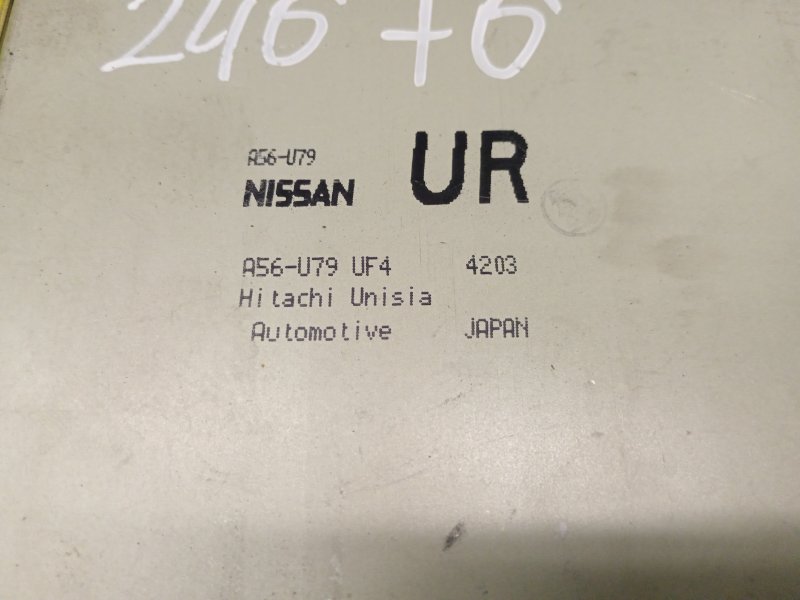 246+6
A56-U79
NISSAN UR
A56-U79 UF4 4203
Hitachi Unisia
Automotive JAPAN